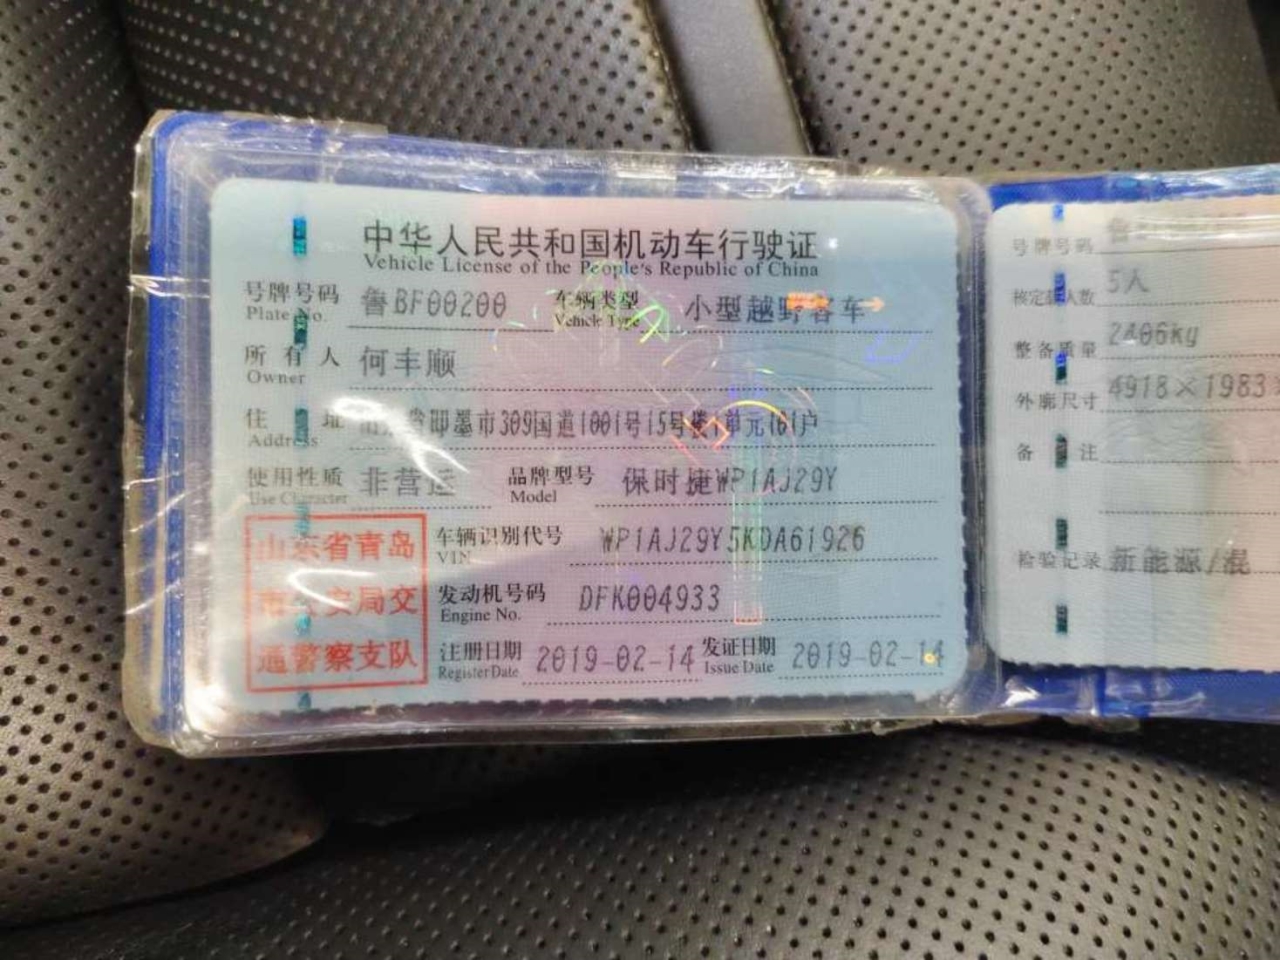 中华人民共和国机动车行驶证
Vehicle License of the People's Republic of China
号牌号码 鲁BF00200 车辆类型 小型越野客车
Plate No. Vehicle Type
所有人 何丰顺
Owner
住址 省即墨市309国道1001号15号楼1单元101户
Address
使用性质 非营运 品牌型号 保时捷WP1AJ29Y
Use Character Model
山东省青岛
市公安局交
通警察支队
车辆识别代号 WP1AJ29Y5KDA61926
VIN
发动机号码 DFK004933
Engine No.
注册日期 2019-02-14 发证日期 2019-02-14
Register Date Issue Date
号牌号码
核定载人数 5人
整备质量 2406kg
外廓尺寸 4918×1983
备注
检验记录 新能源/混